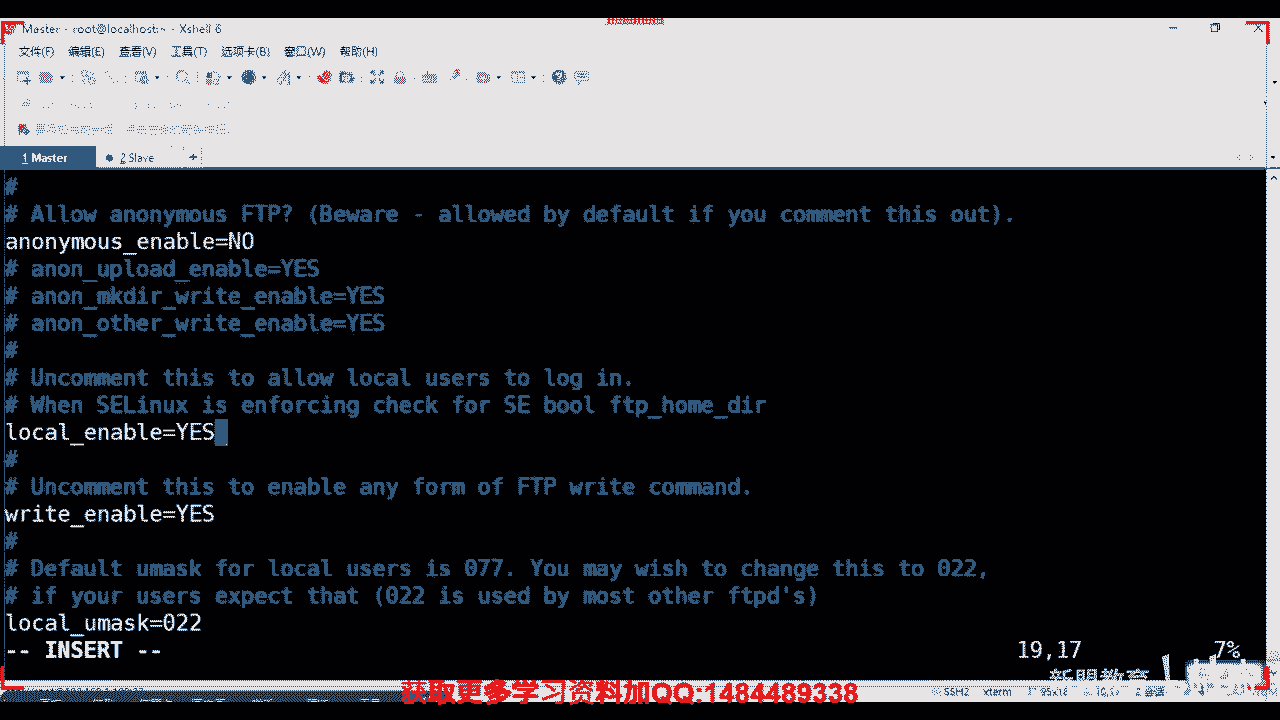 Master - root@localhost:~ - Xshell 6
文件(F) 编辑(E) 查看(V) 工具(T) 选项卡(B) 窗口(W) 帮助(H)
1 Master
2 Slave
+
#
# Allow anonymous FTP? (Beware - allowed by default if you comment this out).
anonymous_enable=NO
# anon_upload_enable=YES
# anon_mkdir_write_enable=YES
# anon_other_write_enable=YES
#
# Uncomment this to allow local users to log in.
# When SELinux is enforcing check for SE bool ftp_home_dir
local_enable=YES
#
# Uncomment this to enable any form of FTP write command.
write_enable=YES
#
# Default umask for local users is 077. You may wish to change this to 022,
# if your users expect that (022 is used by most other ftpd's)
local_umask=022
-- INSERT -- 19,17 7%
获取更多学习资料加QQ:1484489338
SSH2 xterm